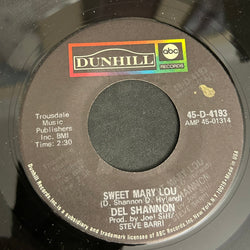 DUNHILL abc
RECORDS
Trousdale
Music
Publishers
Inc. BMI
Time: 2:30
45-D-4193
AMP 45-01314
SWEET MARY LOU
(D. Shannon D. Hyland)
DEL SHANNON
Prod. by Joel Sill/
STEVE BARRI